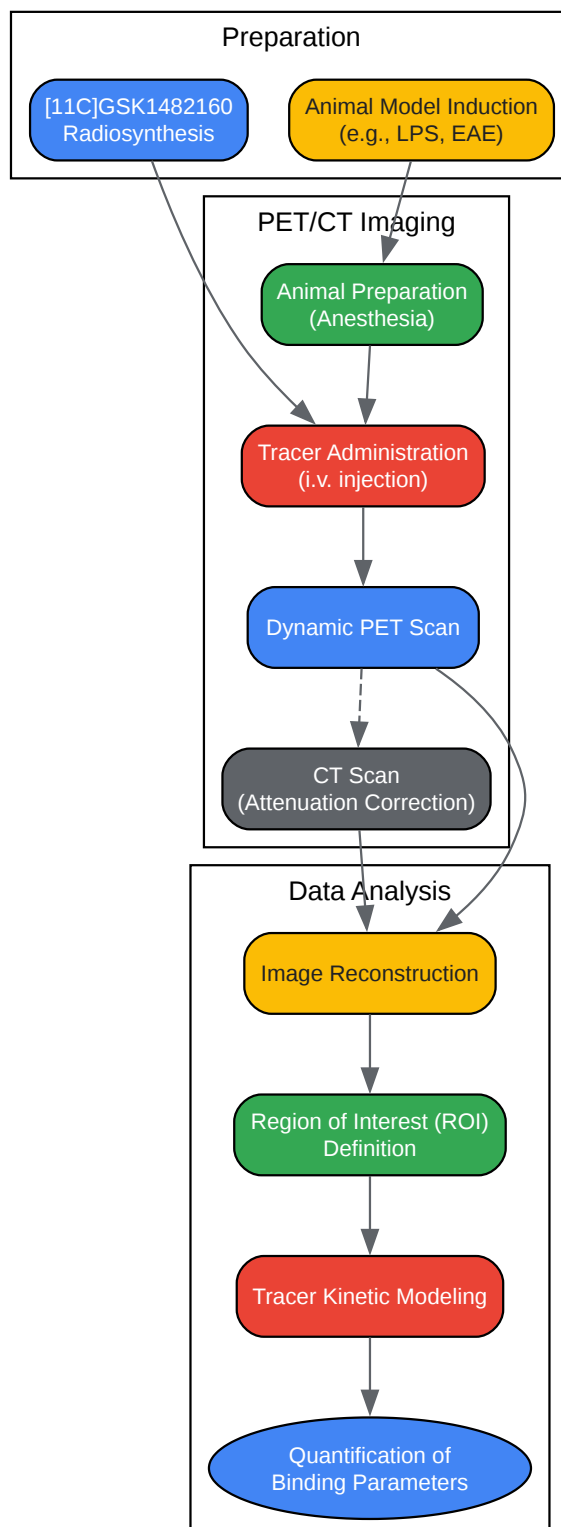 Preparation
[11C]GSK1482160
Radiosynthesis
Animal Model Induction
(e.g., LPS, EAE)
PET/CT Imaging
Animal Preparation
(Anesthesia)
Tracer Administration
(i.v. injection)
Dynamic PET Scan
CT Scan
(Attenuation Correction)
Data Analysis
Image Reconstruction
Region of Interest (ROI)
Definition
Tracer Kinetic Modeling
Quantification of
Binding Parameters